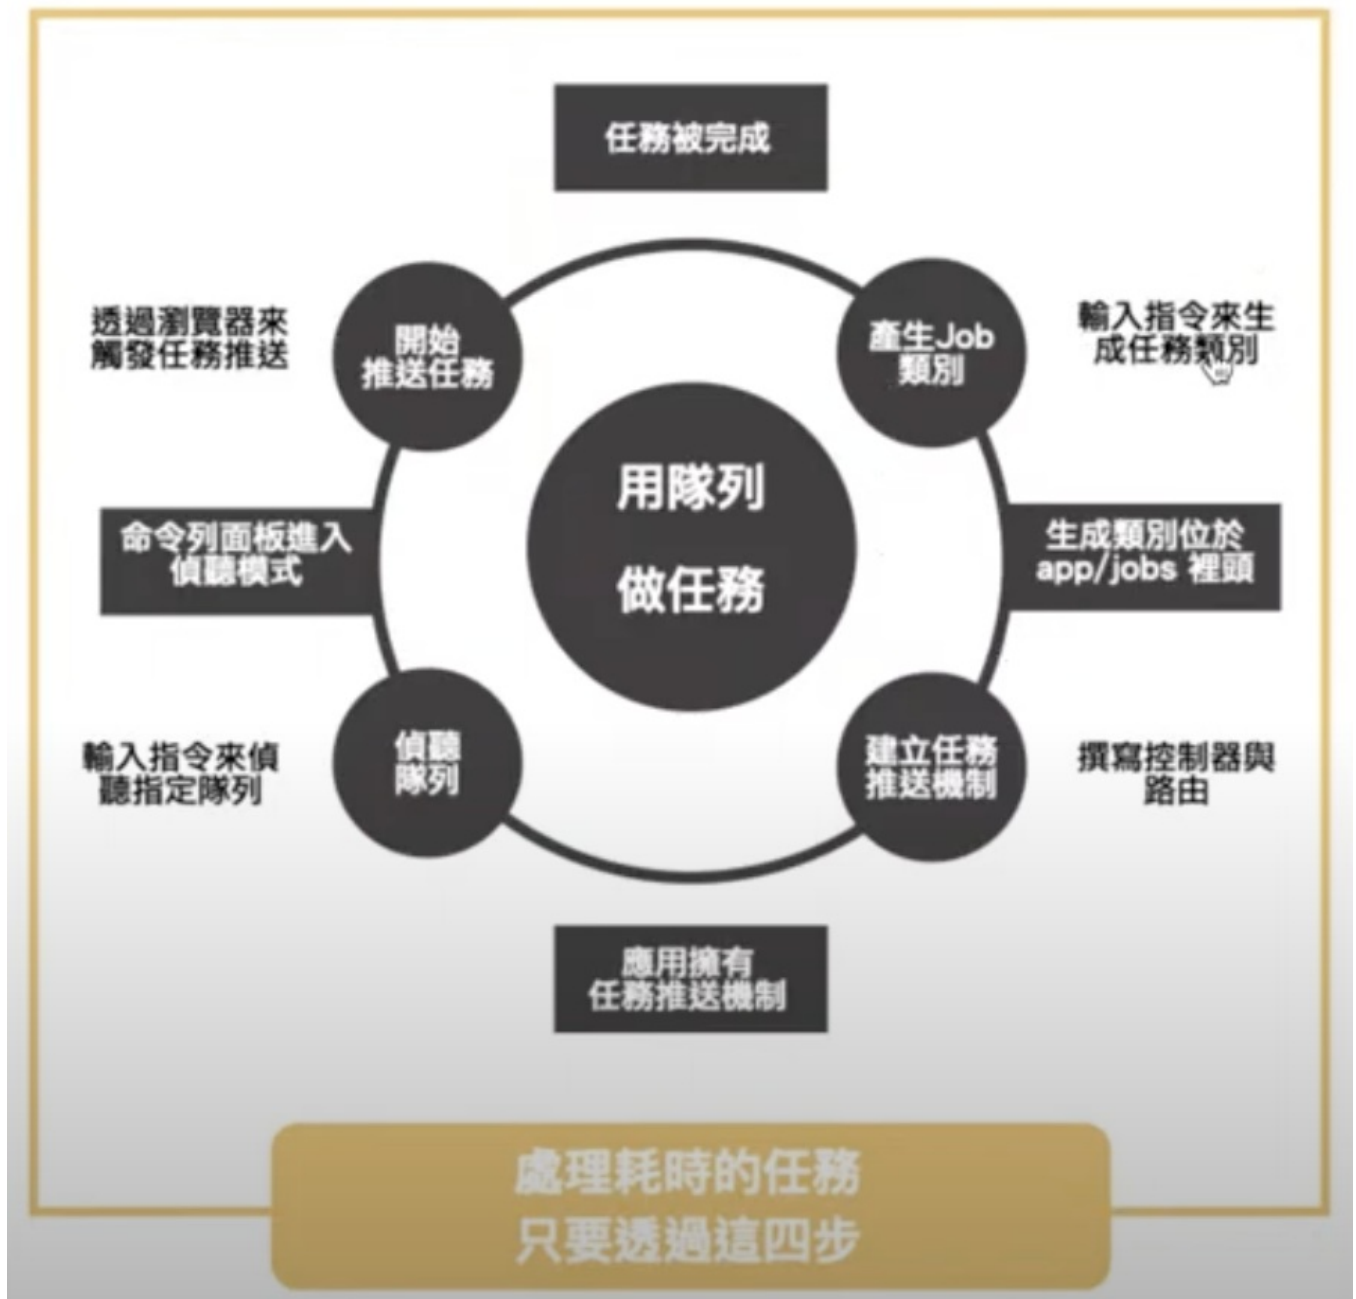 任務被完成
透過瀏覽器來
觸發任務推送
開始
推送任務
產生Job
類別
輸入指令來生
成任務類別
用隊列
做任務
命令列面板進入
偵聽模式
生成類別位於
app/jobs 裡頭
輸入指令來偵
聽指定隊列
偵聽
隊列
建立任務
推送機制
撰寫控制器與
路由
應用擁有
任務推送機制
處理耗時的任務
只要透過這四步